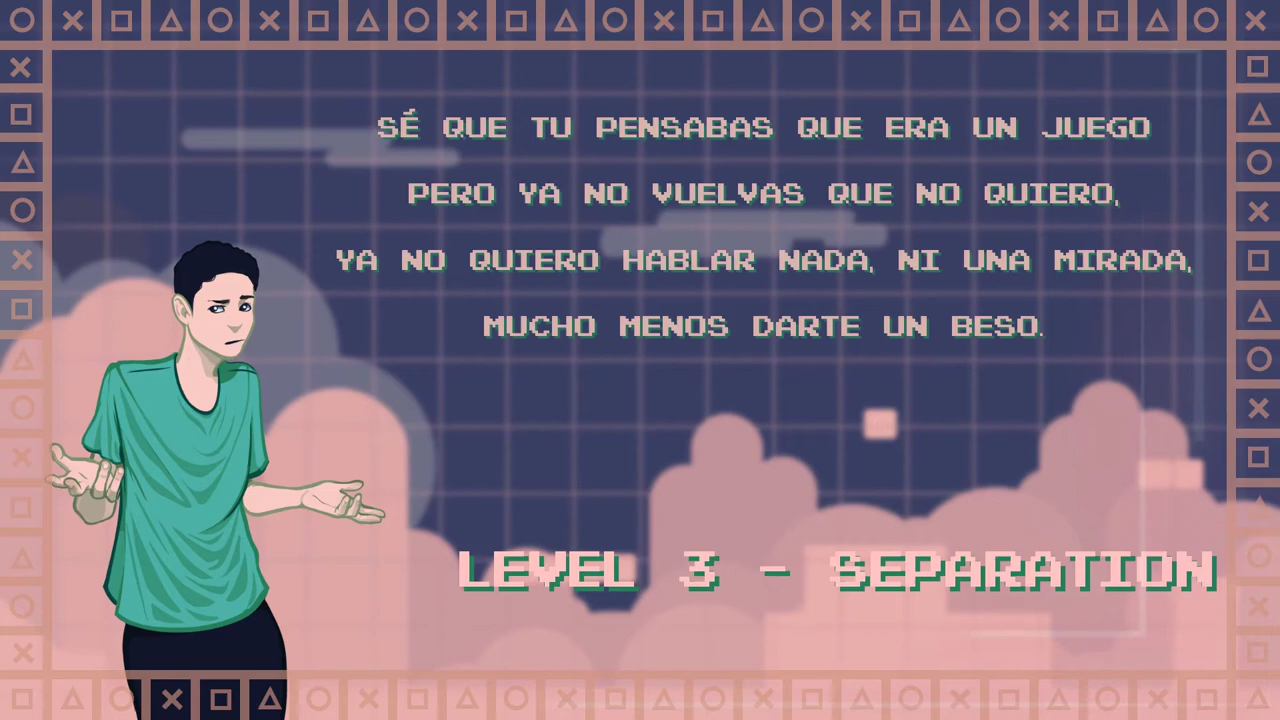 SÉ QUE TU PENSABAS QUE ERA UN JUEGO
PERO YA NO VUELVAS QUE NO QUIERO,
YA NO QUIERO HABLAR NADA, NI UNA MIRADA,
MUCHO MENOS DARTE UN BESO.
LEVEL 3 - SEPARATION